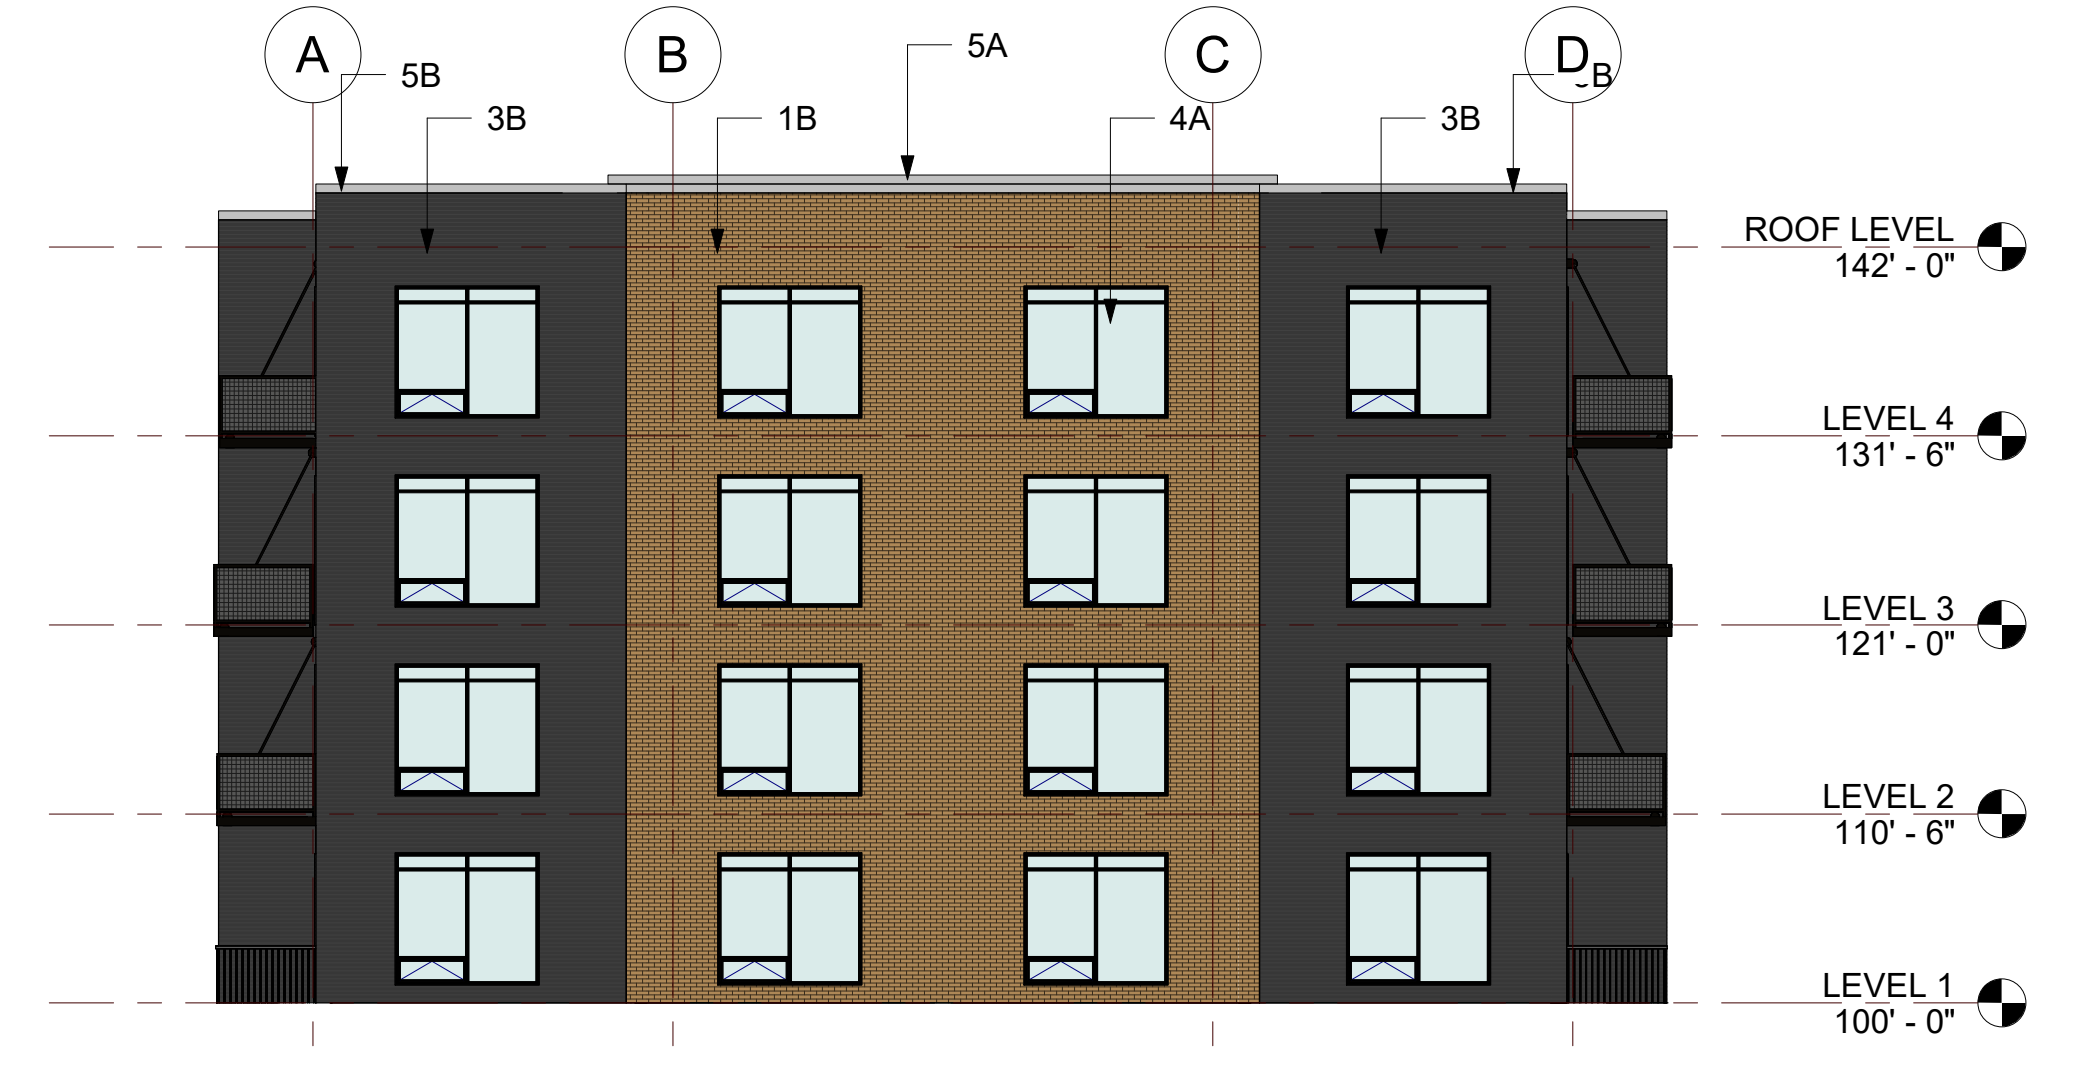 A
B
C
D
5A
5B
B
3B
1B
4A
3B
ROOF LEVEL
142' - 0"
LEVEL 4
131' - 6"
LEVEL 3
121' - 0"
LEVEL 2
110' - 6"
LEVEL 1
100' - 0"